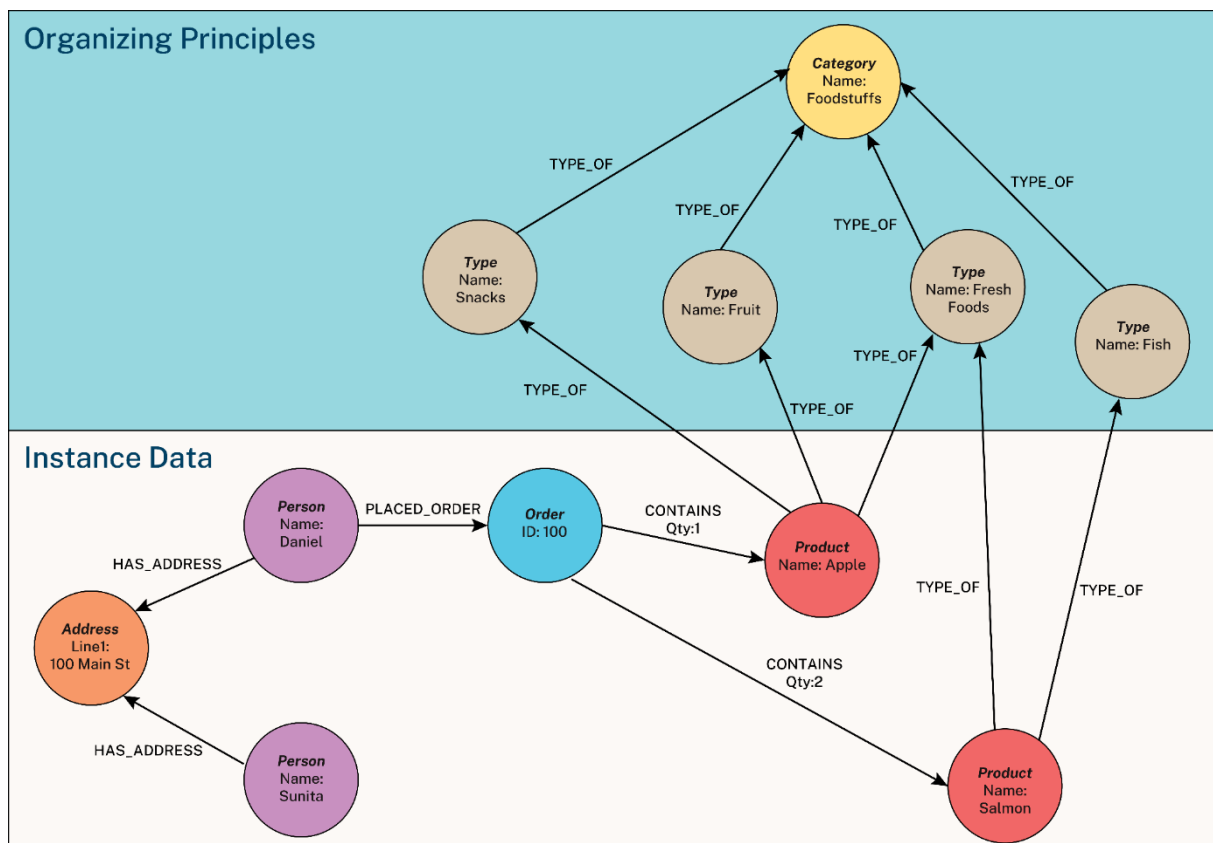 Organizing Principles
Category
Name:
Foodstuffs
TYPE_OF
TYPE_OF
TYPE_OF
TYPE_OF
Type
Name:
Snacks
Type
Name: Fruit
Type
Name: Fresh
Foods
Type
Name: Fish
TYPE_OF
TYPE_OF
TYPE_OF
Instance Data
Person
Name:
Daniel
PLACED_ORDER
Order
ID: 100
CONTAINS
Qty:1
Product
Name: Apple
HAS_ADDRESS
TYPE_OF
TYPE_OF
Address
Line1:
100 Main St
CONTAINS
Qty:2
HAS_ADDRESS
Person
Name:
Sunita
Product
Name:
Salmon